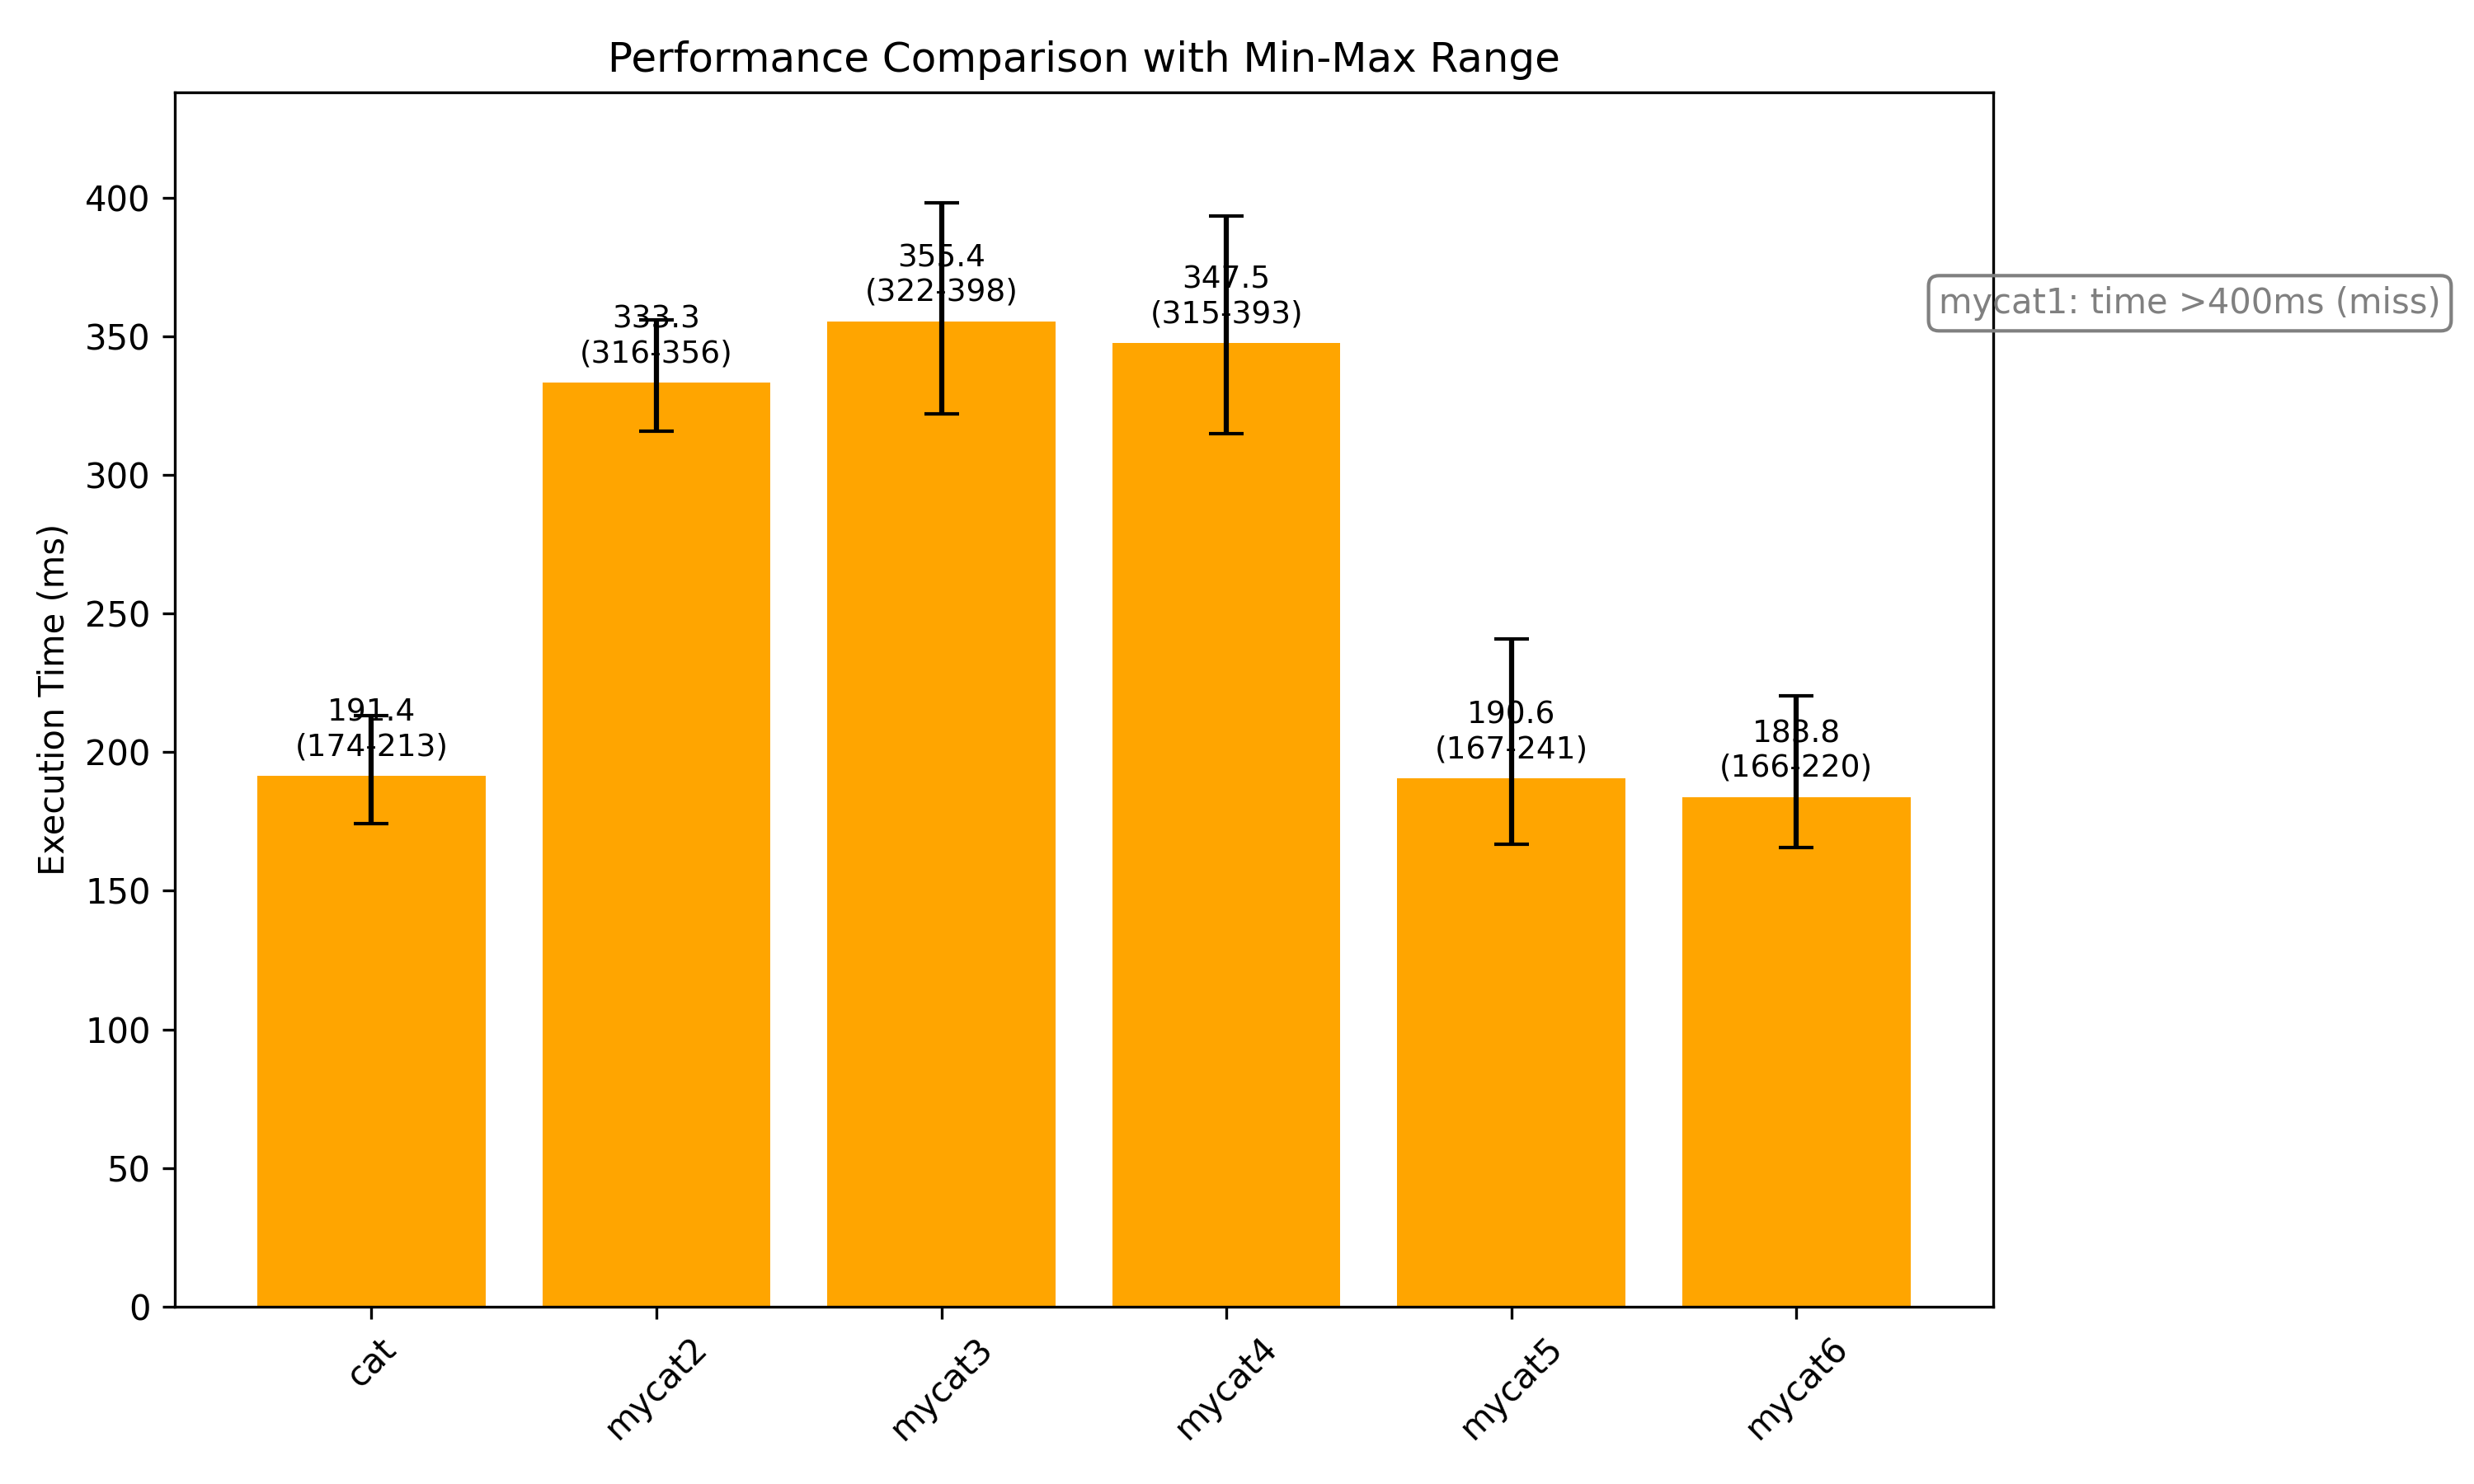 Performance Comparison with Min-Max Range
Execution Time (ms)
400
350
300
250
200
150
100
50
0
191.4
(174-213)
333.3
(316-356)
355.4
(322-398)
347.5
(315-393)
190.6
(167-241)
183.8
(166-220)
mycat1: time >400ms (miss)
cat
mycat2
mycat3
mycat4
mycat5
mycat6